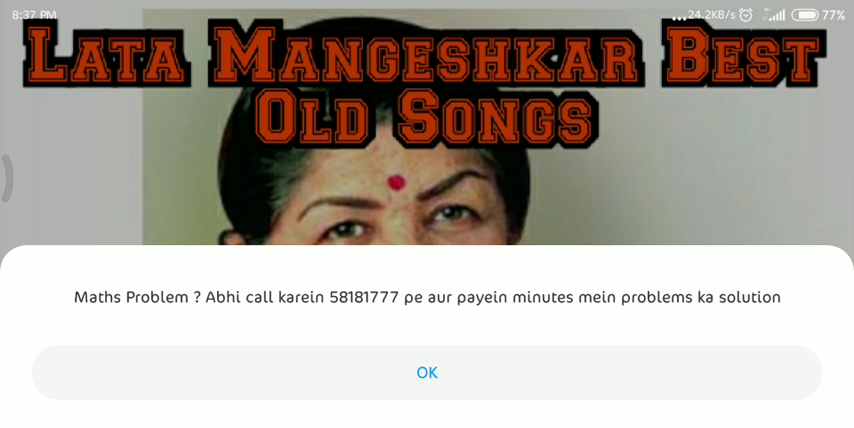 8:37 PM
...24.2KB/s 77%
LATA MANGESHKAR BEST
OLD SONGS
Maths Problem ? Abhi call karein 58181777 pe aur payein minutes mein problems ka solution
OK